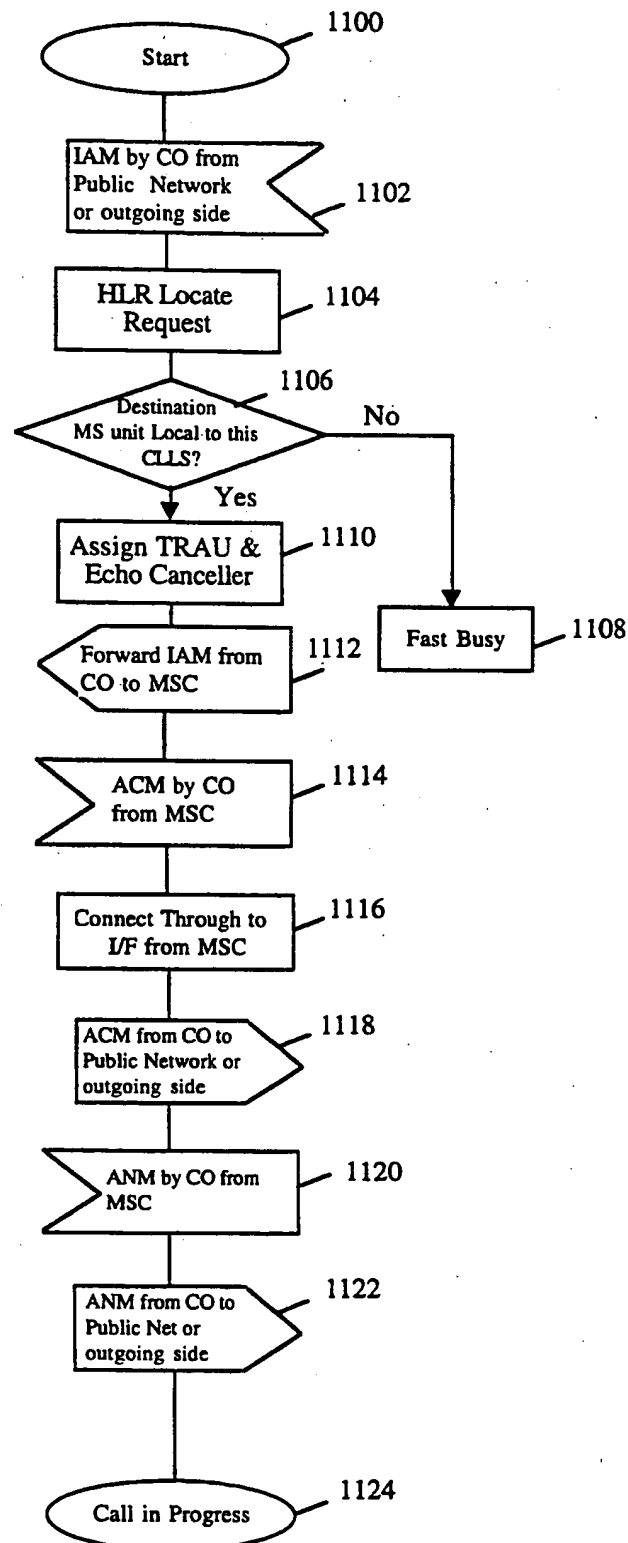 1100
Start
IAM by CO from
Public Network
or outgoing side
1102
HLR Locate
Request
1104
1106
Destination
MS unit Local to this
CLLS?
No
Yes
Assign TRAU &
Echo Canceller
1110
Fast Busy
1108
Forward IAM from
CO to MSC
1112
ACM by CO
from MSC
1114
Connect Through to
I/F from MSC
1116
ACM from CO to
Public Network or
outgoing side
1118
ANM by CO from
MSC
1120
ANM from CO to
Public Net or
outgoing side
1122
Call in Progress
1124